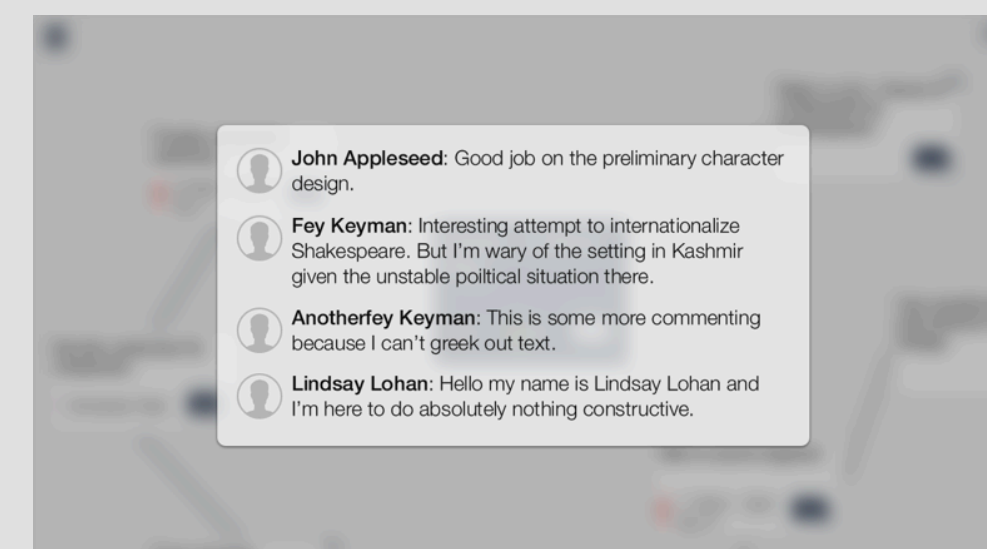 John Appleseed: Good job on the preliminary character
design.
Fey Keyman: Interesting attempt to internationalize
Shakespeare. But I'm wary of the setting in Kashmir
given the unstable poiltical situation there.
Anotherfey Keyman: This is some more commenting
because I can't greek out text.
Lindsay Lohan: Hello my name is Lindsay Lohan and
I'm here to do absolutely nothing constructive.